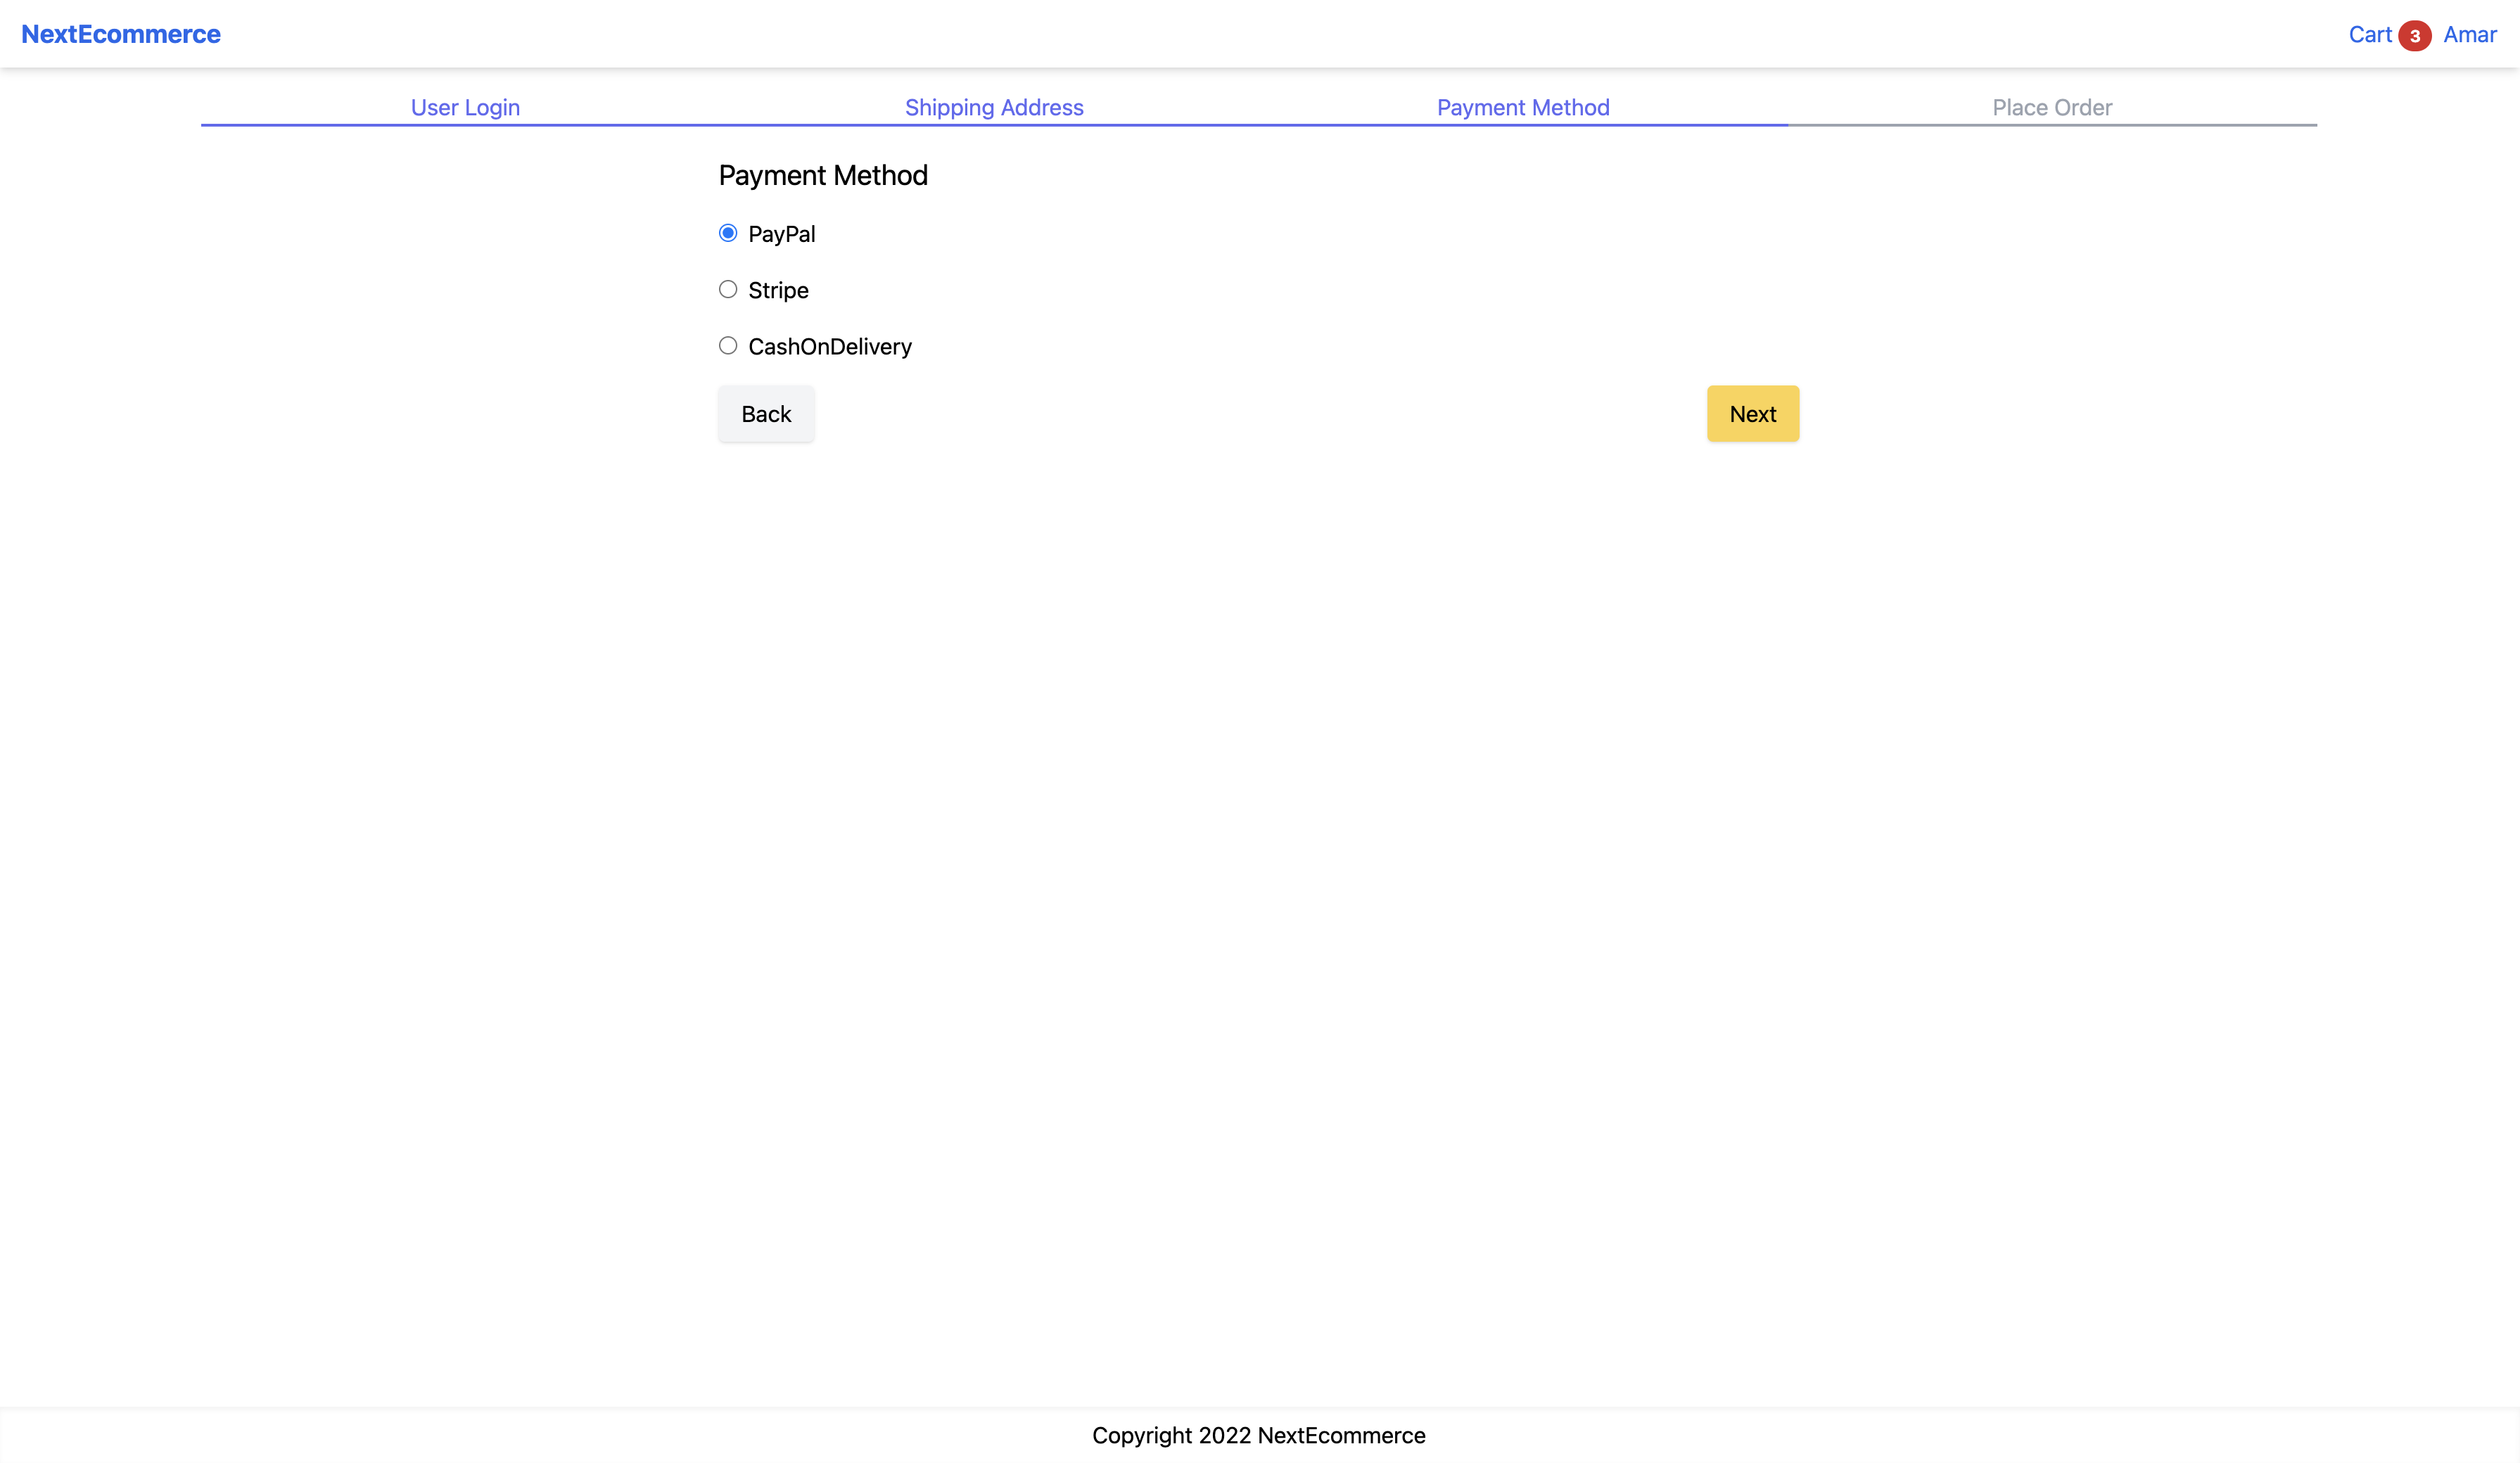 NextEcommerce
Cart 3 Amar
User Login Shipping Address Payment Method Place Order
Payment Method
PayPal
Stripe
CashOnDelivery
Back Next
Copyright 2022 NextEcommerce